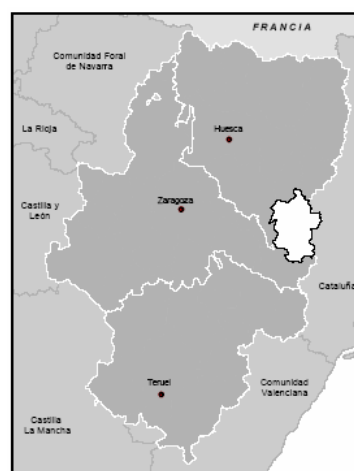 FRANCIA
Comunidad Foral
de Navarra
La Rioja
Huesca
Castilla y
León
Zaragoza
Cataluña
Teruel
Comunidad
Valenciana
Castilla
La Mancha